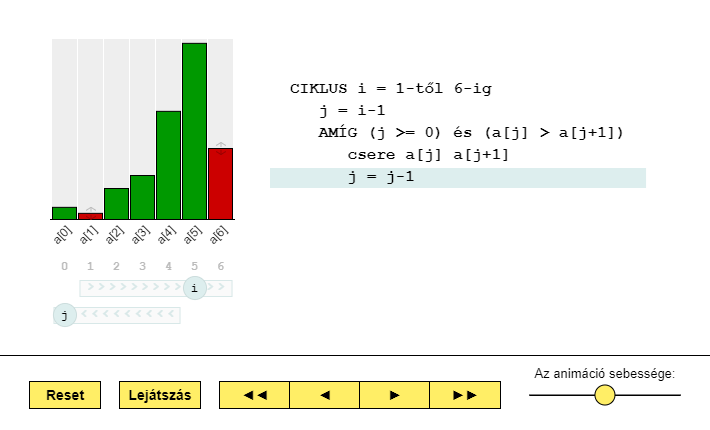 CIKLUS i = 1-től 6-ig
j = i-1
AMÍG (j >= 0) és (a[j] > a[j+1])
csere a[j] a[j+1]
j = j-1
a[0] a[1] a[2] a[3] a[4] a[5] a[6]
0 1 2 3 4 5 6
i
j
Az animáció sebessége:
Reset Lejátszás